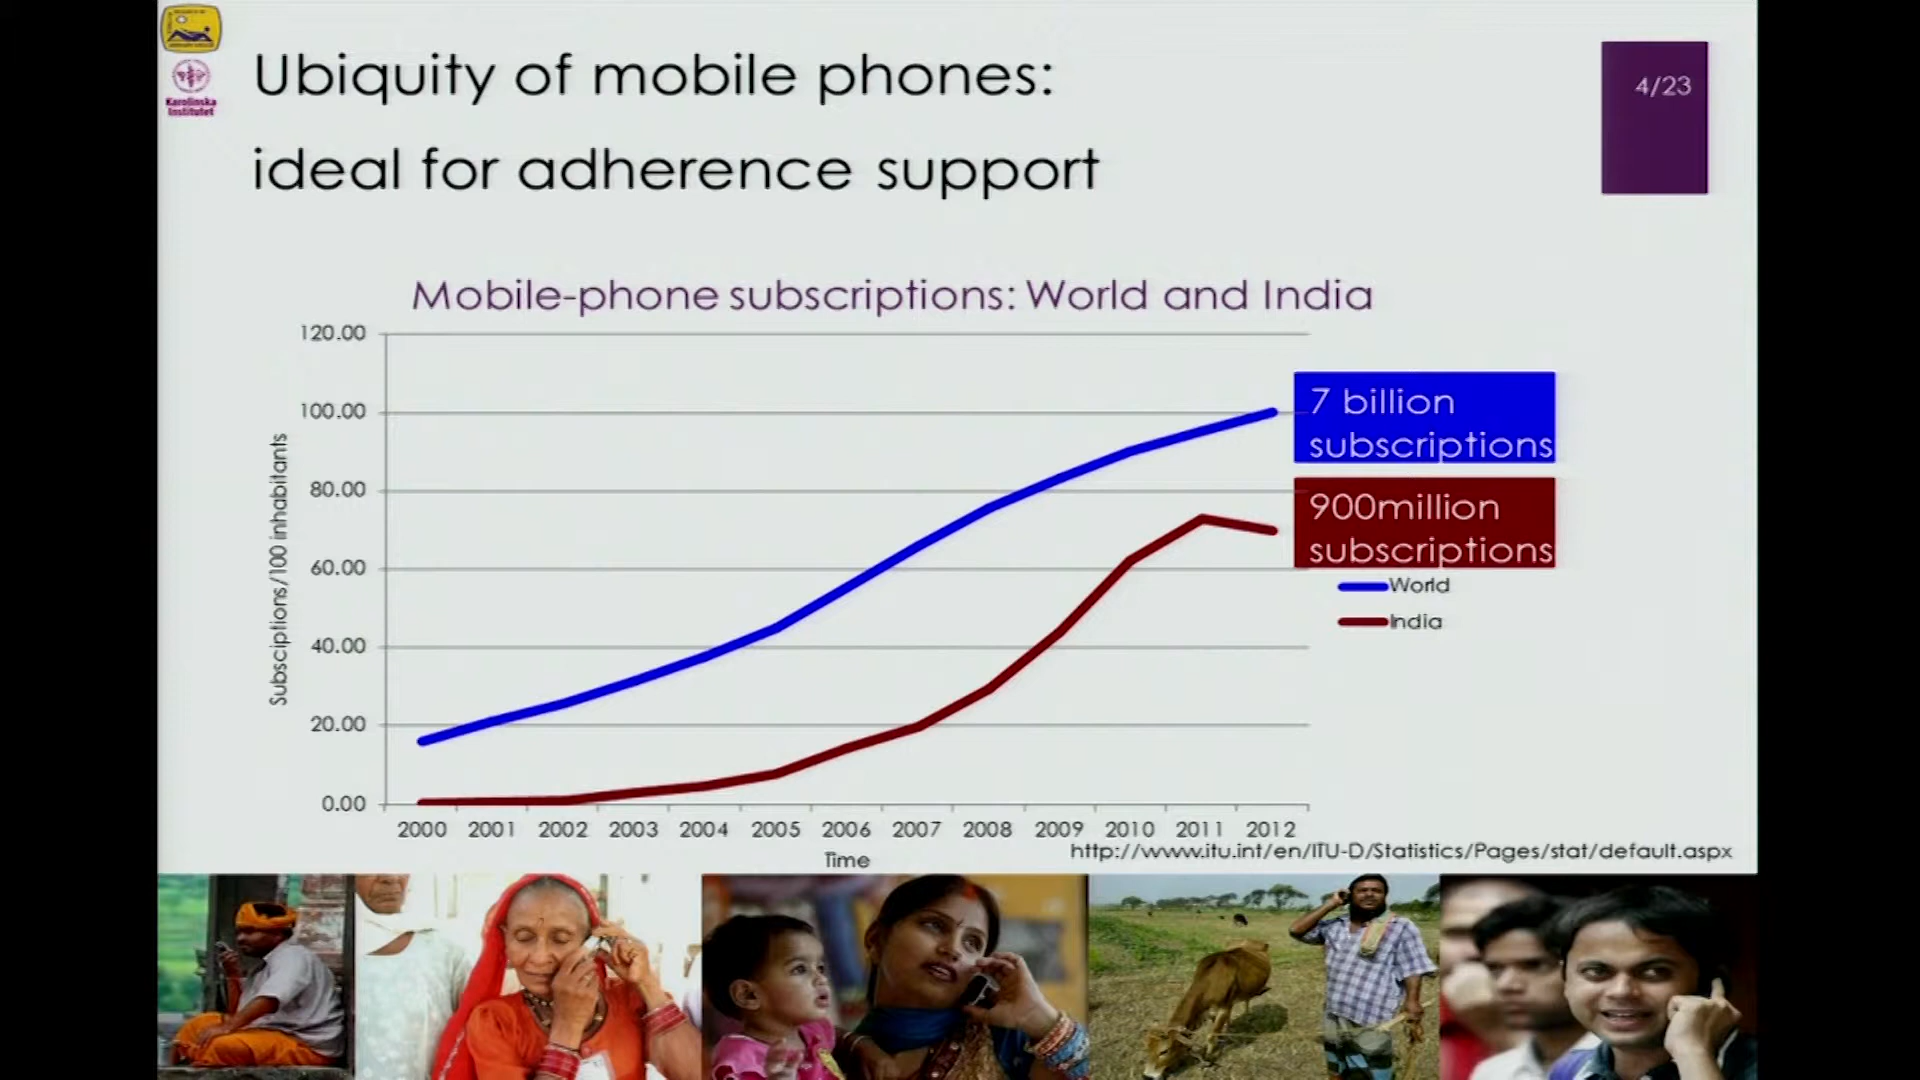 Ubiquity of mobile phones:
ideal for adherence support
4/23
Karolinska
Institutet
Mobile-phone subscriptions: World and India
120.00
100.00
80.00
60.00
40.00
20.00
0.00
Subsciptions/100 inhabitants
7 billion
subscriptions
900million
subscriptions
World
India
2000 2001 2002 2003 2004 2005 2006 2007 2008 2009 2010 2011 2012
Time
http://www.itu.int/en/ITU-D/Statistics/Pages/stat/default.aspx